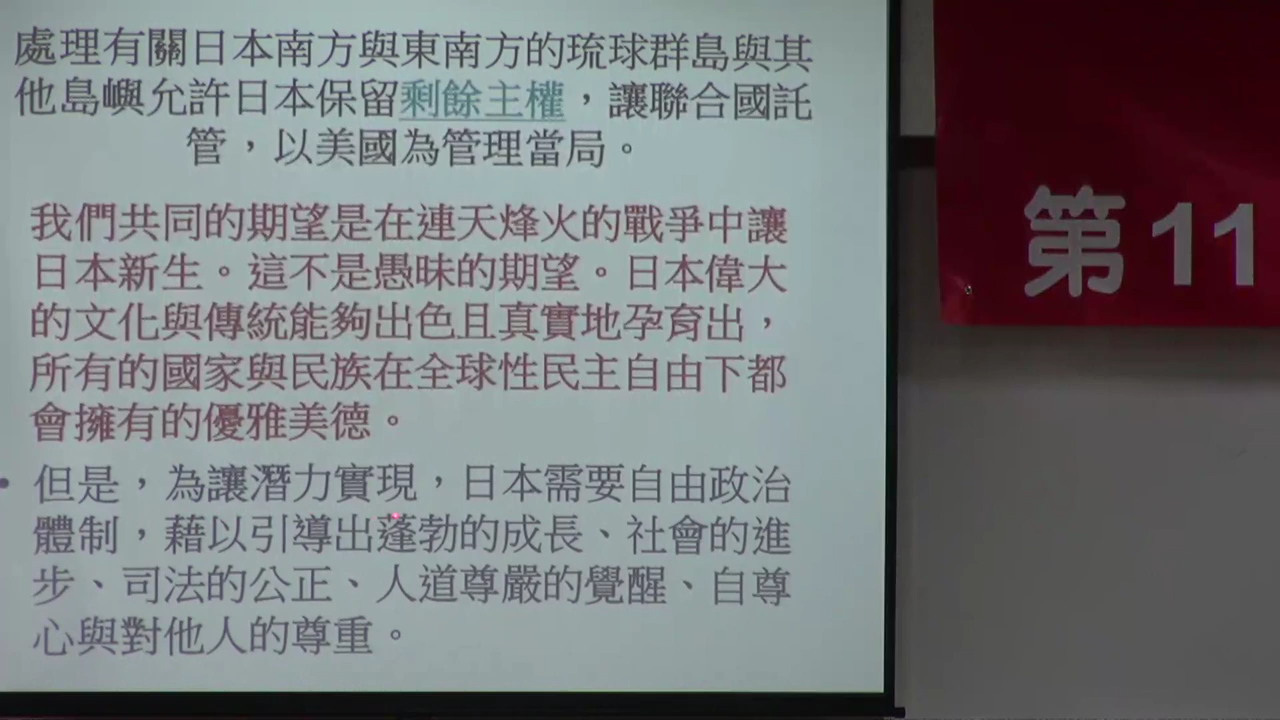 處理有關日本南方與東南方的琉球群島與其
他島嶼允許日本保留剩餘主權，讓聯合國託
管，以美國為管理當局。
我們共同的期望是在連天烽火的戰爭中讓
日本新生。這不是愚昧的期望。日本偉大
的文化與傳統能夠出色且真實地孕育出，
所有的國家與民族在全球性民主自由下都
會擁有的優雅美德。
• 但是，為讓潛力實現，日本需要自由政治
體制，藉以引導出蓬勃的成長、社會的進
步、司法的公正、人道尊嚴的覺醒、自尊
心與對他人的尊重。
第11